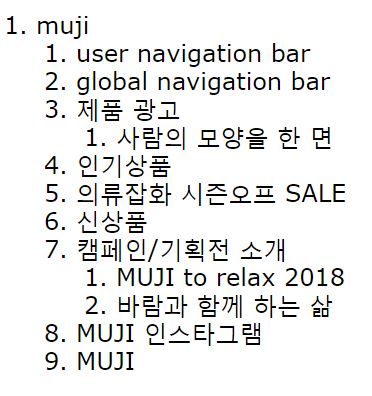 1. muji
1. user navigation bar
2. global navigation bar
3. 제품 광고
1. 사람의 모양을 한 면
4. 인기상품
5. 의류잡화 시즌오프 SALE
6. 신상품
7. 캠페인/기획전 소개
1. MUJI to relax 2018
2. 바람과 함께 하는 삶
8. MUJI 인스타그램
9. MUJI